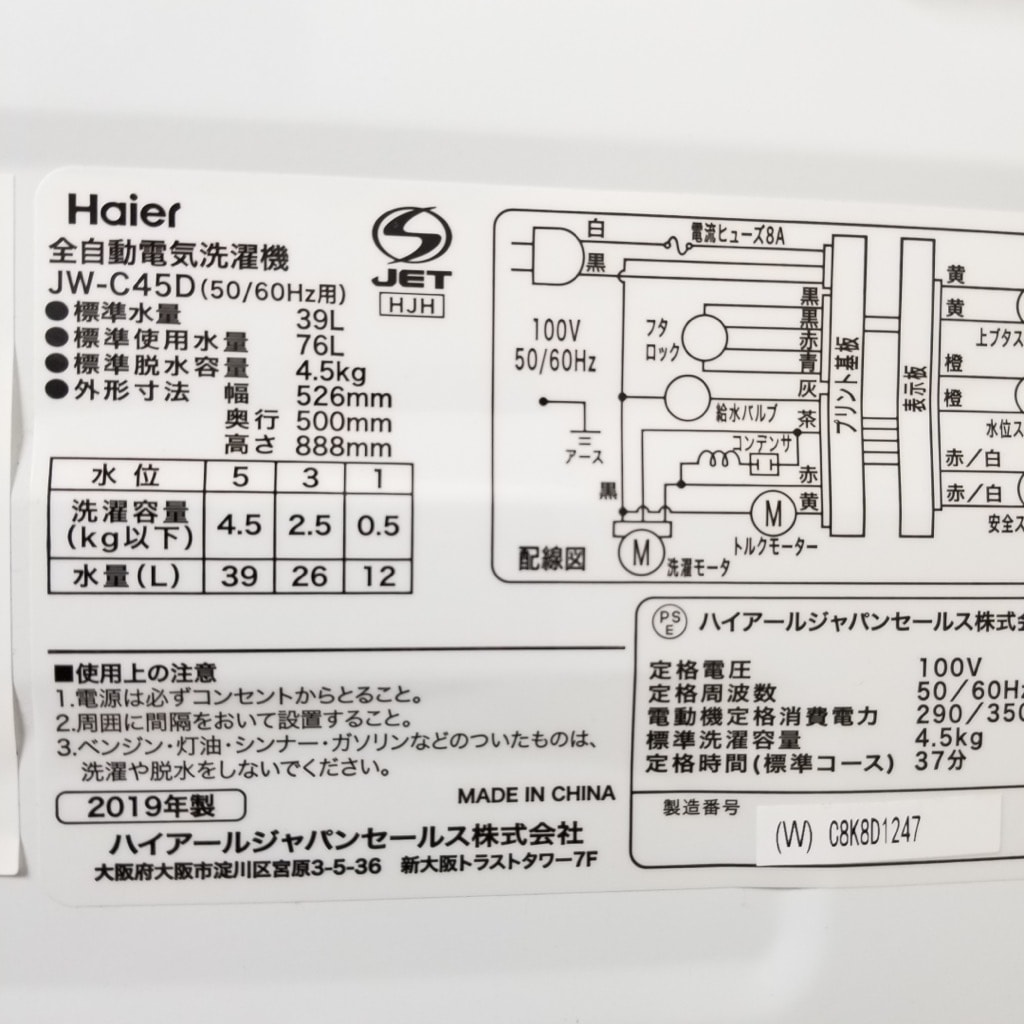 Haier
全自動電気洗濯機
JW-C45D(50/60Hz用)
JET
HJH
●標準水量 39L
●標準使用水量 76L
●標準脱水容量 4.5kg
●外形寸法 幅 526mm
奥行 500mm
高さ 888mm
水位 5 3 1
洗濯容量(kg以下) 4.5 2.5 0.5
水量(L) 39 26 12
白
電流ヒューズ8A
黒
100V
50/60Hz
フタ
ロック
黒
黒
赤
青
灰
給水バルブ
茶
コンデンサ
アース
赤
黒
黄
M
トルクモーター
M
洗濯モータ
配線図
プリント基板
表示板
黄
黄
上ブタス
橙
橙
水位ス
赤/白
赤/白
安全ス
■使用上の注意
1.電源は必ずコンセントからとること。
2.周囲に間隔をおいて設置すること。
3.ベンジン・灯油・シンナー・ガソリンなどのついたものは、
洗濯や脱水をしないでください。
2019年製
MADE IN CHINA
ハイアールジャパンセールス株式会社
大阪府大阪市淀川区宮原3-5-36 新大阪トラストタワー7F
PSE
ハイアールジャパンセールス株式会
定格電圧 100V
定格周波数 50/60Hz
電動機定格消費電力 290/350
標準洗濯容量 4.5kg
定格時間(標準コース) 37分
製造番号
(W) C8K8D1247